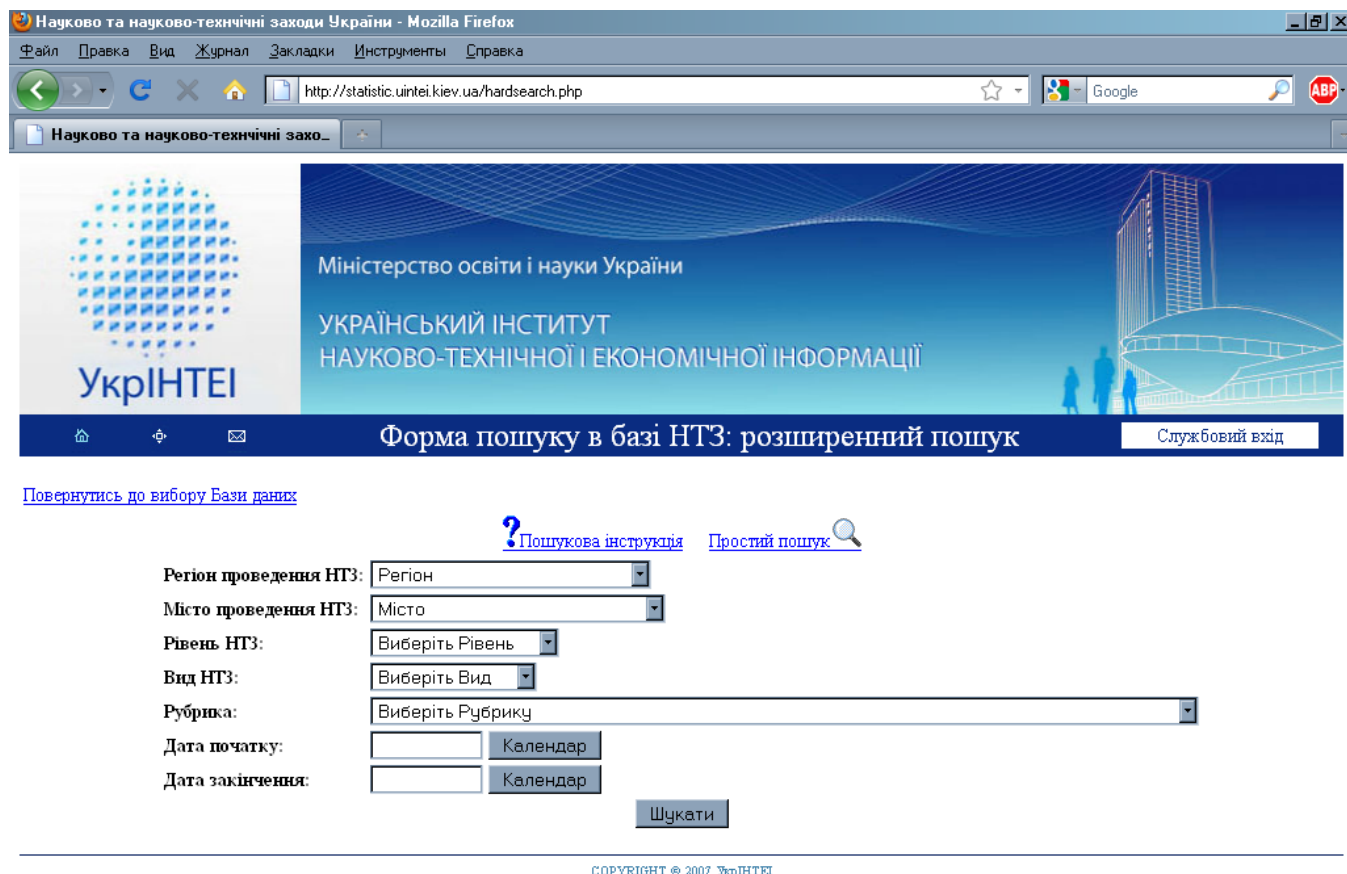 Науково та науково-технчічні заходи України - Mozilla Firefox
Файл Правка Вид Журнал Закладки Инструменты Справка
http://statistic.uintei.kiev.ua/hardsearch.php Google ABP
Науково та науково-технчічні захо...
Міністерство освіти і науки України
УКРАЇНСЬКИЙ ІНСТИТУТ
НАУКОВО-ТЕХНІЧНОЇ І ЕКОНОМІЧНОЇ ІНФОРМАЦІЇ
УкрІНТЕІ
Форма пошуку в базі НТЗ: розширенний пошук Службовий вхід
Повернутись до вибору Бази даних
?Пошукова інструкція Простий пошук
Регіон проведення НТЗ: Регіон
Місто проведення НТЗ: Місто
Рівень НТЗ: Виберіть Рівень
Вид НТЗ: Виберіть Вид
Рубрика: Виберіть Рубрику
Дата початку: Календар
Дата закінчення: Календар
Шукати
COPYRIGHT © 2007 УкрІНТЕІ